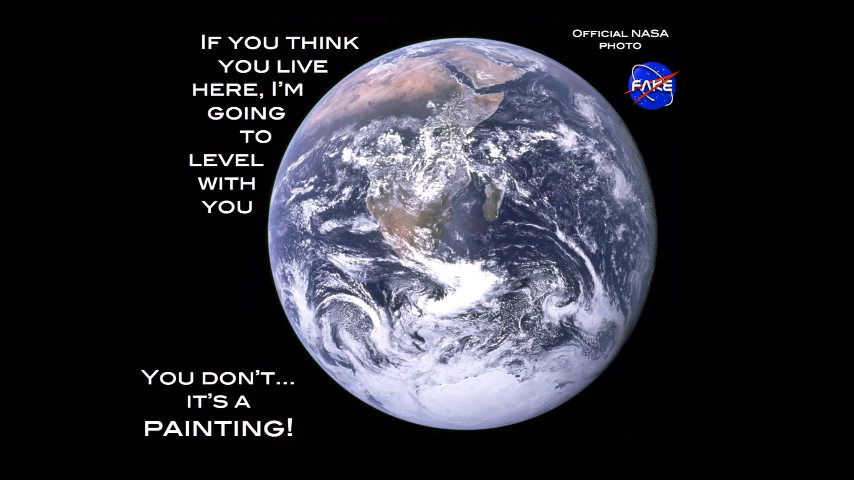 If you think
you live
here, I'm
going
to
level
with
you
Official NASA
photo
FAKE
You don't...
it's a
painting!